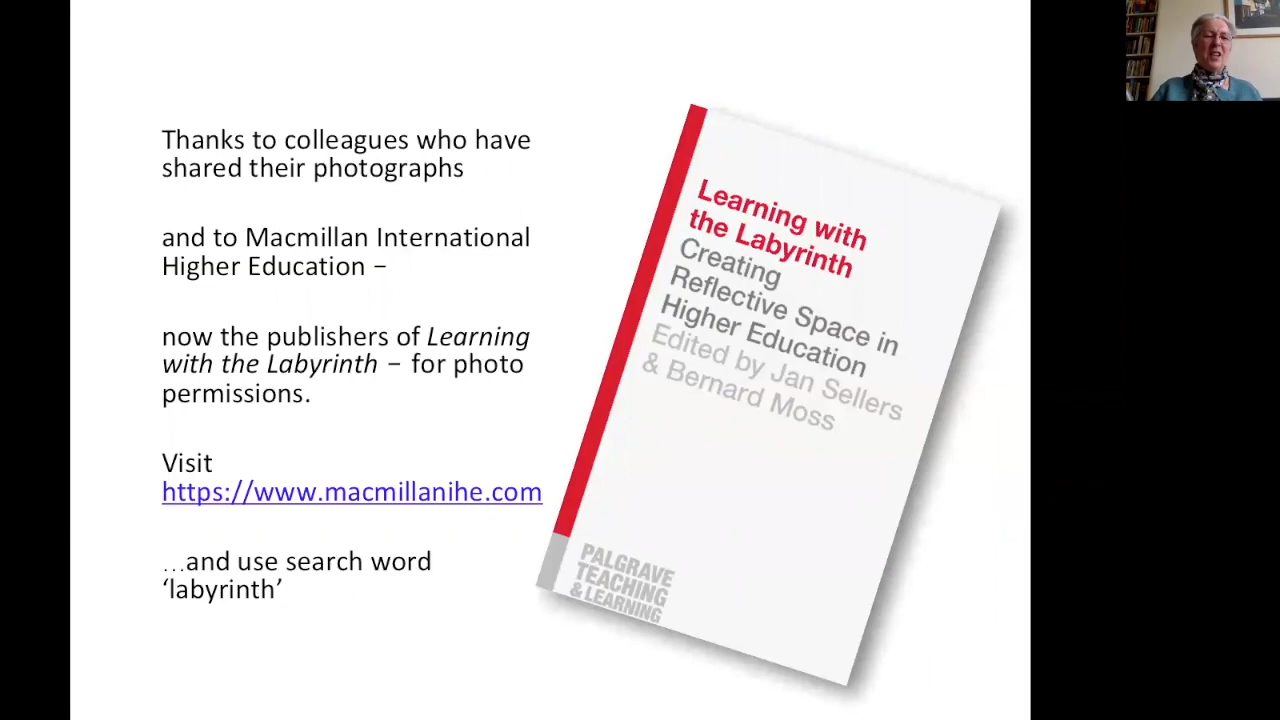 Thanks to colleagues who have
shared their photographs
and to Macmillan International
Higher Education –
now the publishers of Learning
with the Labyrinth – for photo
permissions.
Visit
https://www.macmillanihe.com
…and use search word
‘labyrinth’
Learning with
the Labyrinth
Creating
Reflective Space in
Higher Education
Edited by Jan Sellers
& Bernard Moss
PALGRAVE
TEACHING
& LEARNING